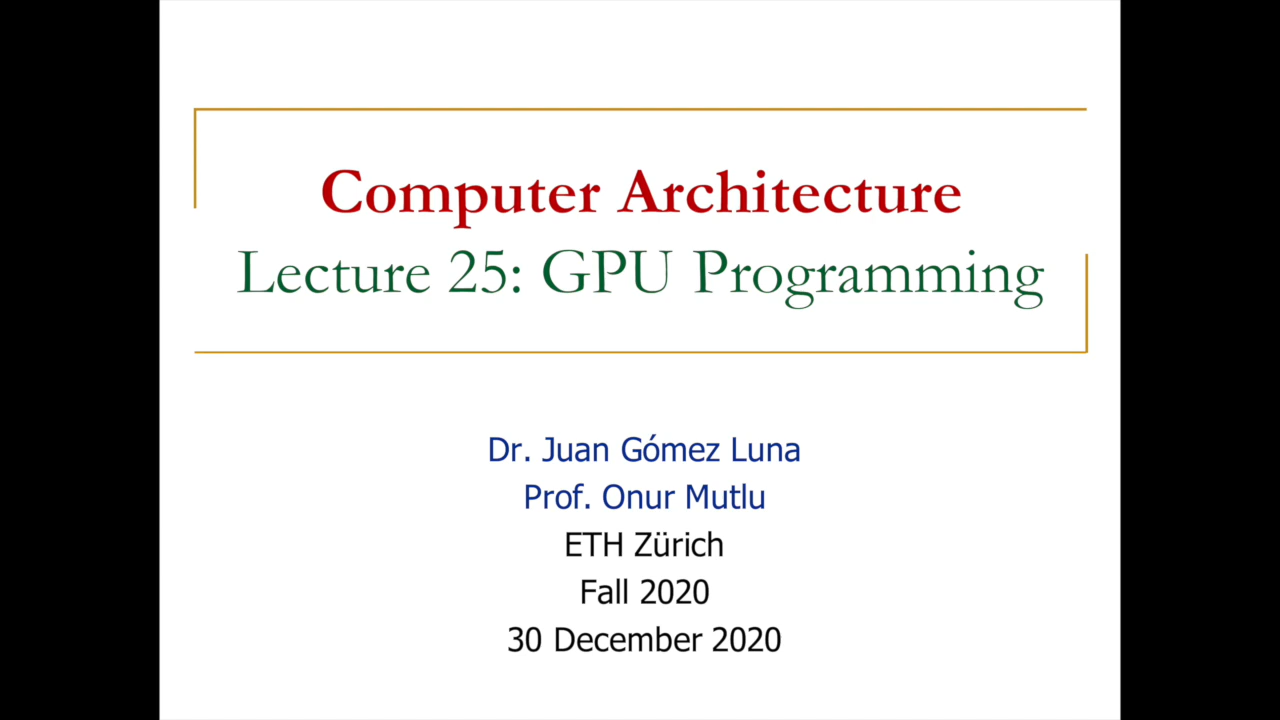 Computer Architecture
Lecture 25: GPU Programming
Dr. Juan Gómez Luna
Prof. Onur Mutlu
ETH Zürich
Fall 2020
30 December 2020